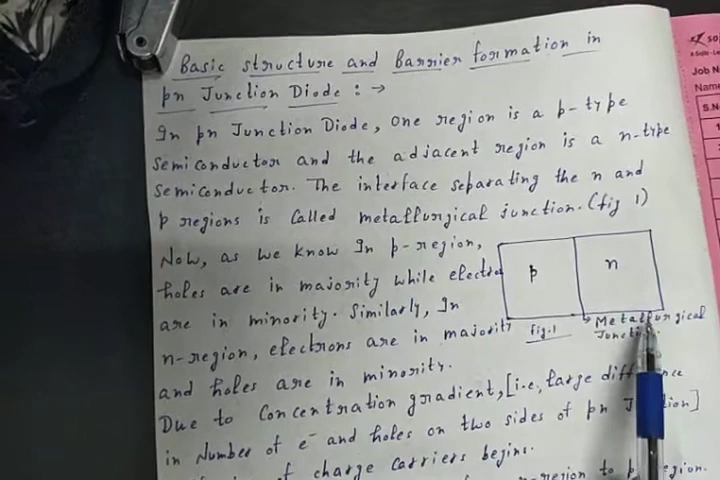 Basic structure and Barrier formation in
pn Junction Diode : →
In pn Junction Diode, one region is a p-type
semiconductor and the adjacent region is a n-type
semiconductor. The interface separating the n and
p regions is called metallurgical junction. (fig 1)
Now, as we know In p-region,
holes are in majority while electro
are in minority. Similarly, In
n-region, electrons are in majority
and holes are in minority.
p
n
fig.1
→ Metallurgical
Due to Concentration gradient, [i.e., large difference
in Number of e⁻ and holes on two sides of pn Junction]
of charge carriers begins.
region to p region.
Job N
Name
S.N